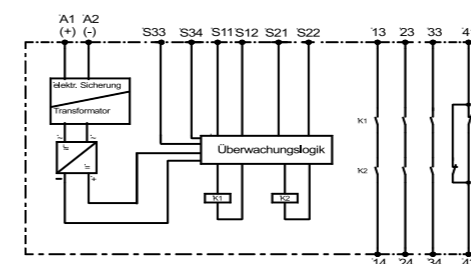 A1 A2 S33 S34 S11 S12 S21 S22 13 23 33 41
(+) (-)
elektr. Sicherung
Transformator
Überwachungslogik
K1
K2
K1 K2
14 24 34